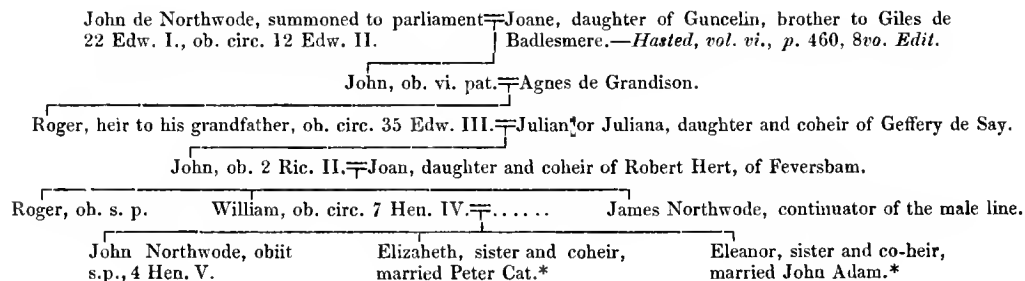 John de Northwode, summoned to parliament=Joane, daughter of Guncelin, brother to Giles de
22 Edw. I., ob. circ. 12 Edw. II. Badlesmere.—Hasted, vol. vi., p. 460, 8vo. Edit.
John, ob. vi. pat.=Agnes de Grandison.
Roger, heir to his grandfather, ob. circ. 35 Edw. III.=Julian or Juliana, daughter and coheir of Geffery de Say.
John, ob. 2 Ric. II.=Joan, daughter and coheir of Robert Hert, of Feversbam.
Roger, ob. s. p. William, ob. circ. 7 Hen. IV.=...... James Northwode, continuator of the male line.
John Northwode, obiit Elizaheth, sister and coheir, Eleanor, sister and co-heir,
s.p., 4 Hen. V. married Peter Cat.* married John Adam.*